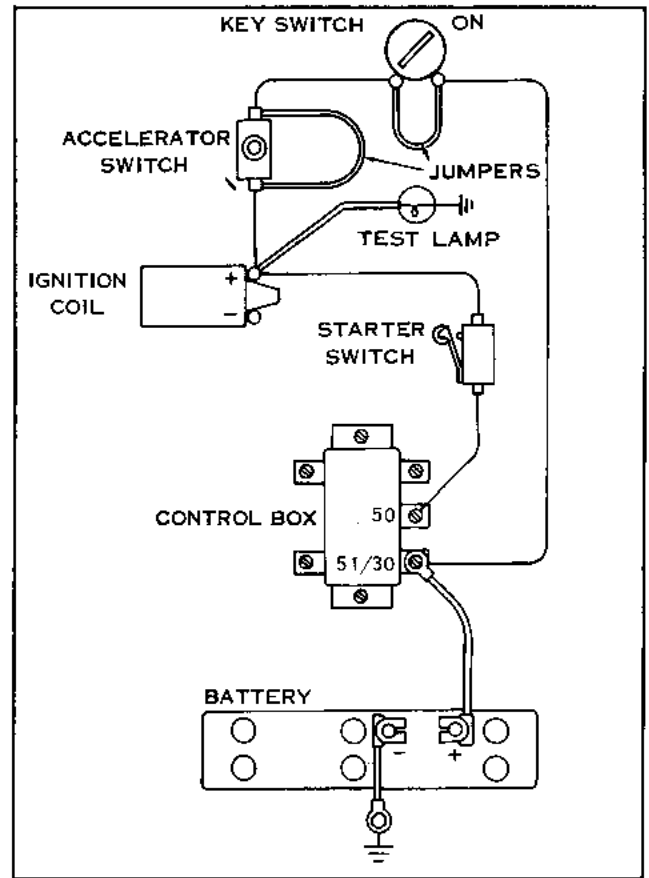 KEY SWITCH
ON
ACCELERATOR
SWITCH
JUMPERS
TEST LAMP
IGNITION
COIL
+
-
STARTER
SWITCH
CONTROL BOX
50
51/30
BATTERY
-
+